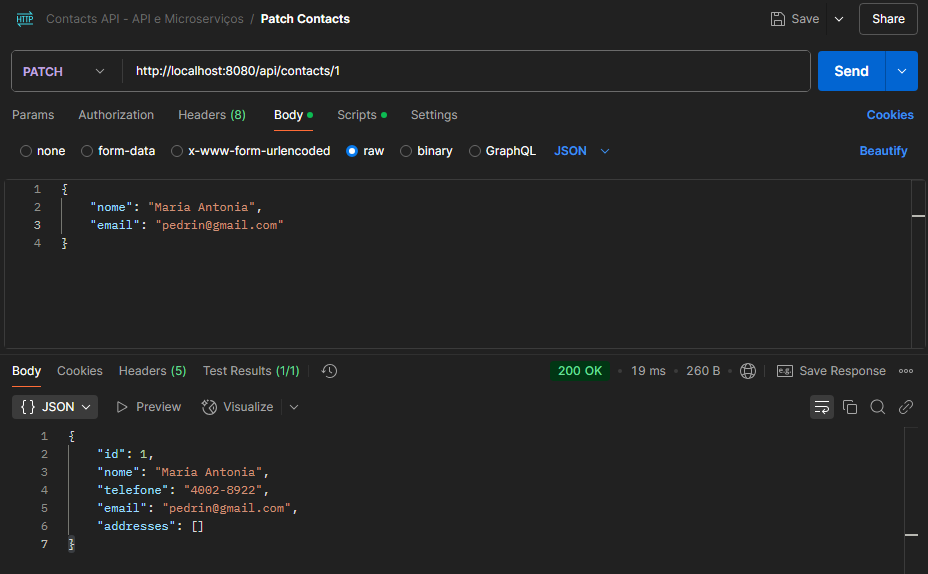 HTTP Contacts API - API e Microserviços / Patch Contacts Save Share
PATCH http://localhost:8080/api/contacts/1 Send
Params Authorization Headers (8) Body Scripts Settings Cookies
none form-data x-www-form-urlencoded raw binary GraphQL JSON Beautify
1 {
2 "nome": "Maria Antonia",
3 "email": "pedrin@gmail.com"
4 }
Body Cookies Headers (5) Test Results (1/1) 200 OK • 19 ms • 260 B • e.g. Save Response
{} JSON Preview Visualize
1 {
2 "id": 1,
3 "nome": "Maria Antonia",
4 "telefone": "4002-8922",
5 "email": "pedrin@gmail.com",
6 "addresses": []
7 }